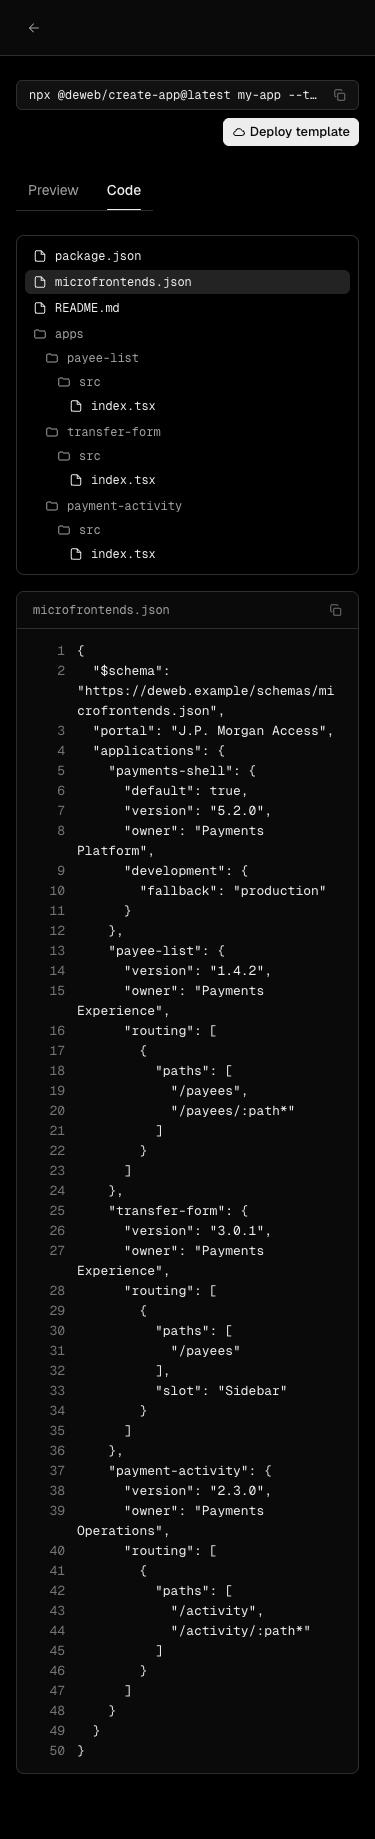 npx @deweb/create-app@latest my-app --t…
Deploy template
Preview Code
package.json
microfrontends.json
README.md
apps
payee-list
src
index.tsx
transfer-form
src
index.tsx
payment-activity
src
index.tsx
microfrontends.json
1 {
2 "$schema":
"https://deweb.example/schemas/mi
crofrontends.json",
3 "portal": "J.P. Morgan Access",
4 "applications": {
5 "payments-shell": {
6 "default": true,
7 "version": "5.2.0",
8 "owner": "Payments
Platform",
9 "development": {
10 "fallback": "production"
11 }
12 },
13 "payee-list": {
14 "version": "1.4.2",
15 "owner": "Payments
Experience",
16 "routing": [
17 {
18 "paths": [
19 "/payees",
20 "/payees/:path*"
21 ]
22 }
23 ]
24 },
25 "transfer-form": {
26 "version": "3.0.1",
27 "owner": "Payments
Experience",
28 "routing": [
29 {
30 "paths": [
31 "/payees"
32 ],
33 "slot": "Sidebar"
34 }
35 ]
36 },
37 "payment-activity": {
38 "version": "2.3.0",
39 "owner": "Payments
Operations",
40 "routing": [
41 {
42 "paths": [
43 "/activity",
44 "/activity/:path*"
45 ]
46 }
47 ]
48 }
49 }
50 }